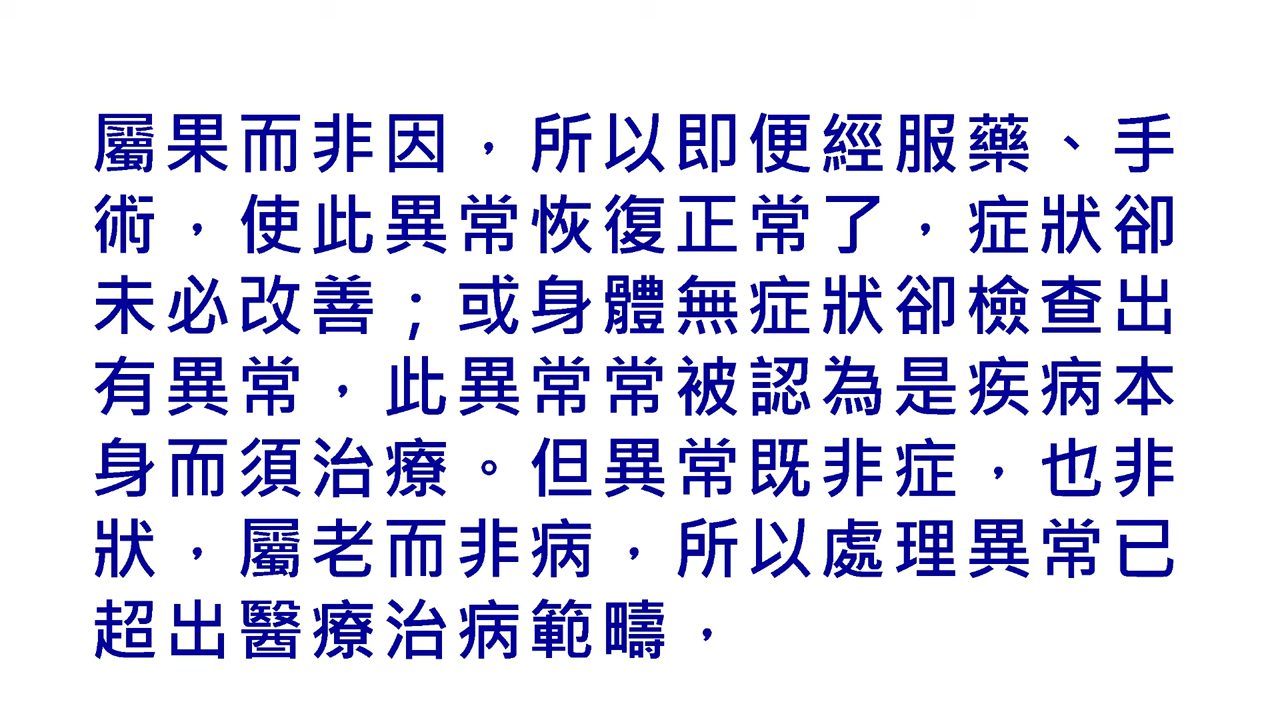 屬果而非因，所以即便經服藥、手
術，使此異常恢復正常了，症狀卻
未必改善；或身體無症狀卻檢查出
有異常，此異常常被認為是疾病本
身而須治療。但異常既非症，也非
狀，屬老而非病，所以處理異常已
超出醫療治病範疇，